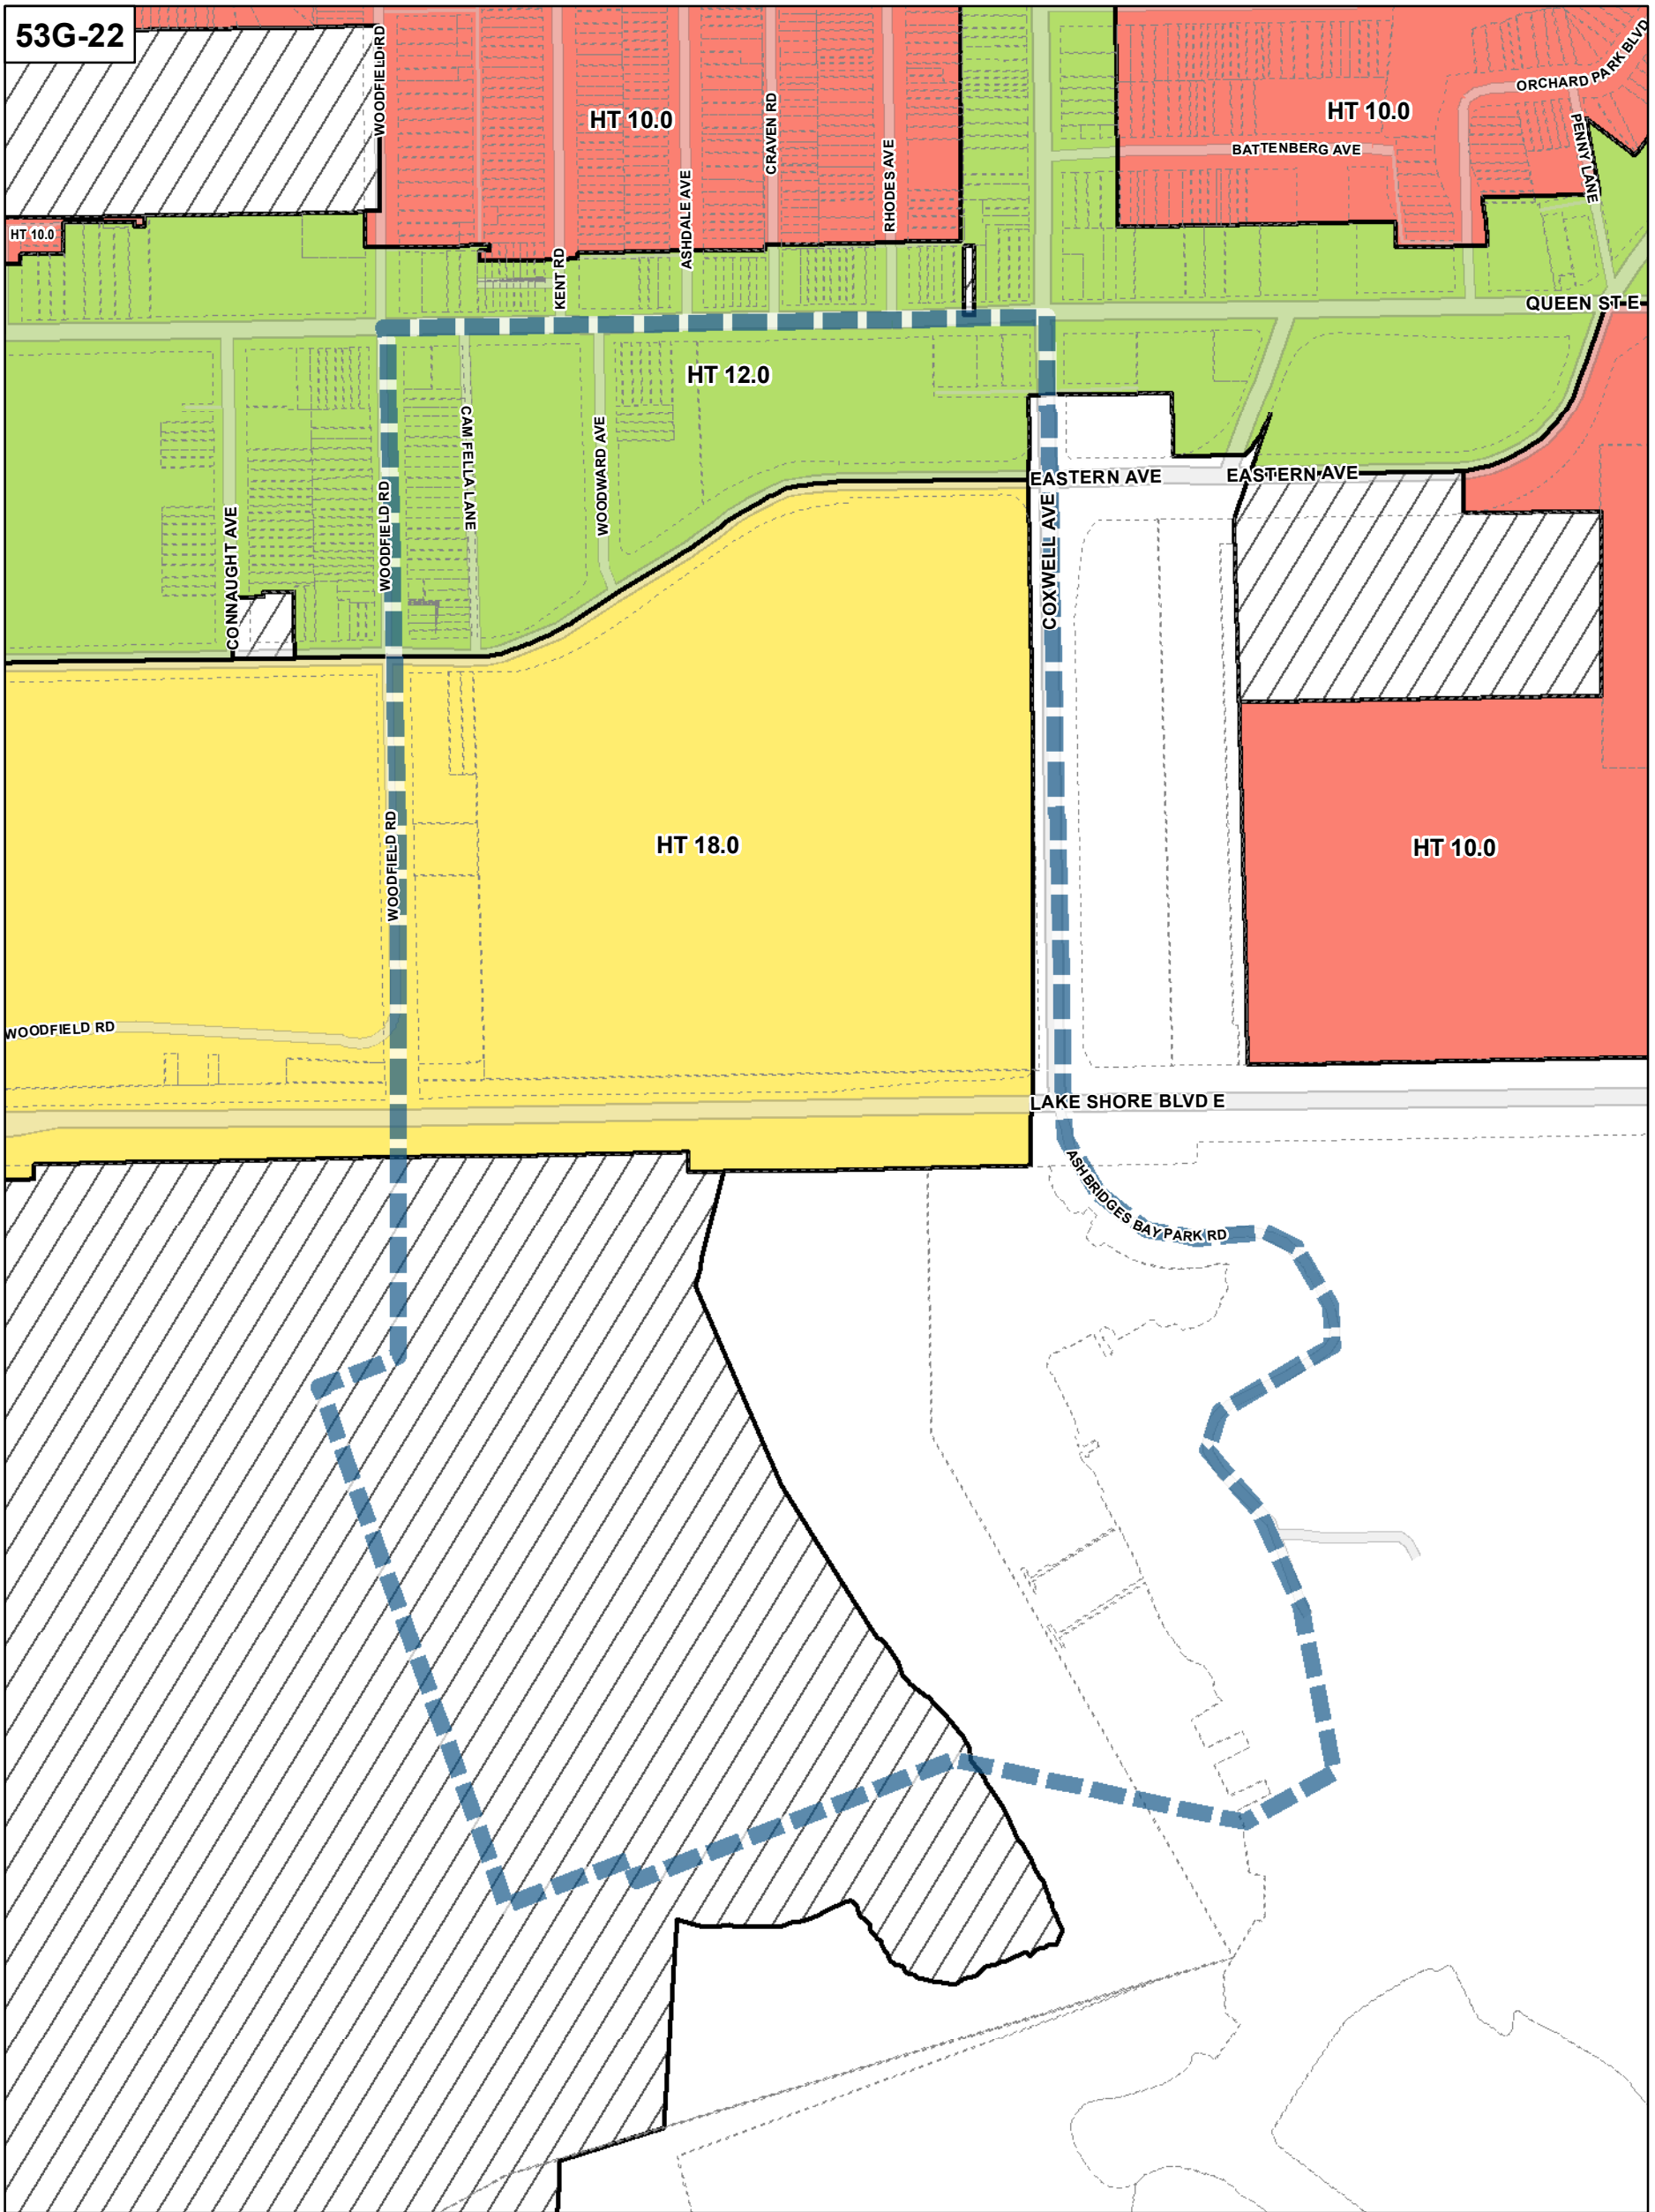 53G-22
WOODFIELD RD
HT 10.0
CRAVEN RD
ASHDALE AVE
RHODES AVE
KENT RD
HT 10.0
ORCHARD PARK BLVD
BATTENBERG AVE
PENNY LANE
HT 10.0
QUEEN ST E
HT 12.0
CAM FELLA LANE
WOODWARD AVE
WOODFIELD RD
CONNAUGHT AVE
EASTERN AVE
EASTERN AVE
COXWELL AVE
HT 18.0
HT 10.0
WOODFIELD RD
WOODFIELD RD
LAKE SHORE BLVD E
ASHBRIDGES BAY PARK RD